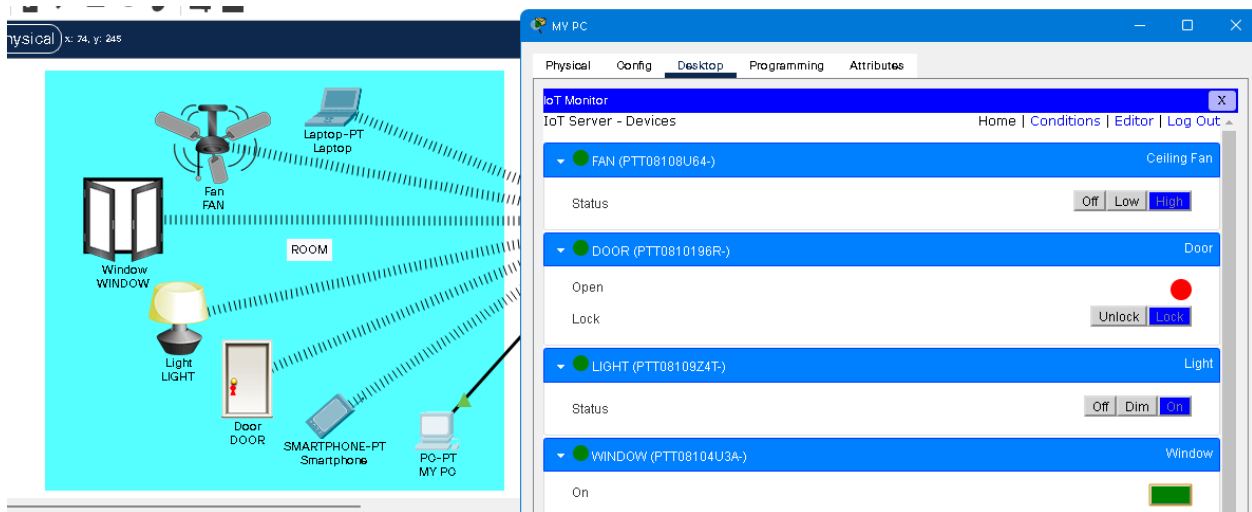 x: 74, y: 245
Laptop-PT
Laptop
Fan
FAN
ROOM
Window
WINDOW
Light
LIGHT
Door
DOOR
SMARTPHONE-PT
Smartphone
PC-PT
MY PC
MY PC
Physical Config Desktop Programming Attributes
IoT Monitor X
IoT Server - Devices Home | Conditions | Editor | Log Out
FAN (PTT08108U64-) Ceiling Fan
Status Off Low High
DOOR (PTT0810196R-) Door
Open
Lock Unlock Lock
LIGHT (PTT08109Z4T-) Light
Status Off Dim On
WINDOW (PTT08104U3A-) Window
On